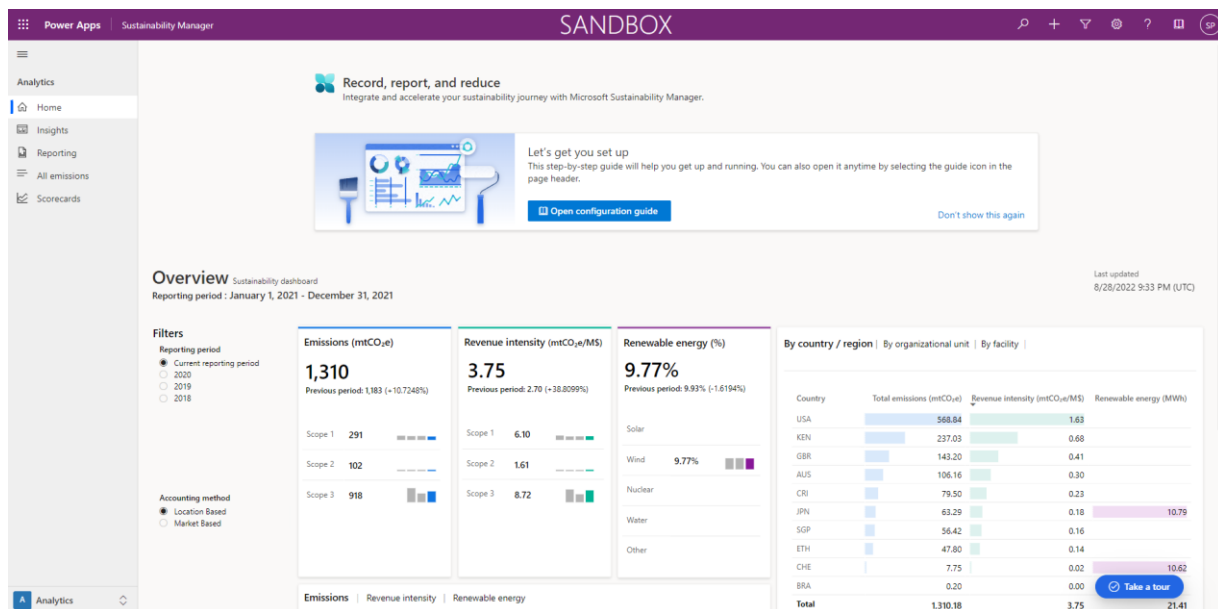 Power Apps
Sustainability Manager
SANDBOX
SP
Analytics
Home
Insights
Reporting
All emissions
Scorecards
Record, report, and reduce
Integrate and accelerate your sustainability journey with Microsoft Sustainability Manager.
Let's get you set up
This step-by-step guide will help you get up and running. You can also open it anytime by selecting the guide icon in the
page header.
Open configuration guide
Don't show this again
Overview Sustainability dashboard
Reporting period : January 1, 2021 - December 31, 2021
Last updated
8/28/2022 9:33 PM (UTC)
Filters
Reporting period
Current reporting period
2020
2019
2018
Accounting method
Location Based
Market Based
Emissions (mtCO₂e)
1,310
Previous period: 1,183 (+10.7248%)
Scope 1 291
Scope 2 102
Scope 3 918
Revenue intensity (mtCO₂e/M$)
3.75
Previous period: 2.70 (+38.8099%)
Scope 1 6.10
Scope 2 1.61
Scope 3 8.72
Renewable energy (%)
9.77%
Previous period: 9.93% (-1.6194%)
Solar
Wind 9.77%
Nuclear
Water
Other
By country / region | By organizational unit | By facility |
Country Total emissions (mtCO₂e) Revenue intensity (mtCO₂e/M$) Renewable energy (MWh)
USA 568.84 1.63
KEN 237.03 0.68
GBR 143.20 0.41
AUS 106.16 0.30
CRI 79.50 0.23
JPN 63.29 0.18 10.79
SGP 56.42 0.16
ETH 47.80 0.14
CHE 7.75 0.02 10.62
BRA 0.20 0.00
Total 1,310.18 3.75 21.41
Take a tour
Emissions | Revenue intensity | Renewable energy
A Analytics